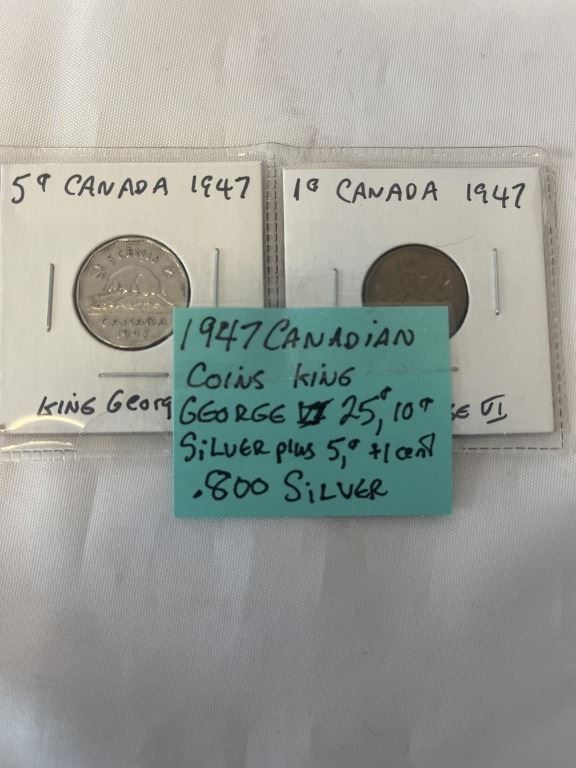 5¢ CANADA 1947
1¢ CANADA 1947
5 CENTS
CANADA
1947
KING GEORG
GE VI
1947 CANADIAN
COINS KING
GEORGE VI 25¢, 10¢
SILVER plus 5¢, +1 cent
.800 SILVER